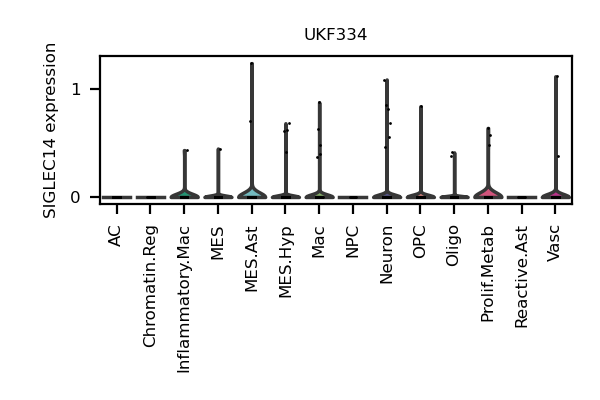 UKF334
SIGLEC14 expression
1
0
AC
Chromatin.Reg
Inflammatory.Mac
MES
MES.Ast
MES.Hyp
Mac
NPC
Neuron
OPC
Oligo
Prolif.Metab
Reactive.Ast
Vasc